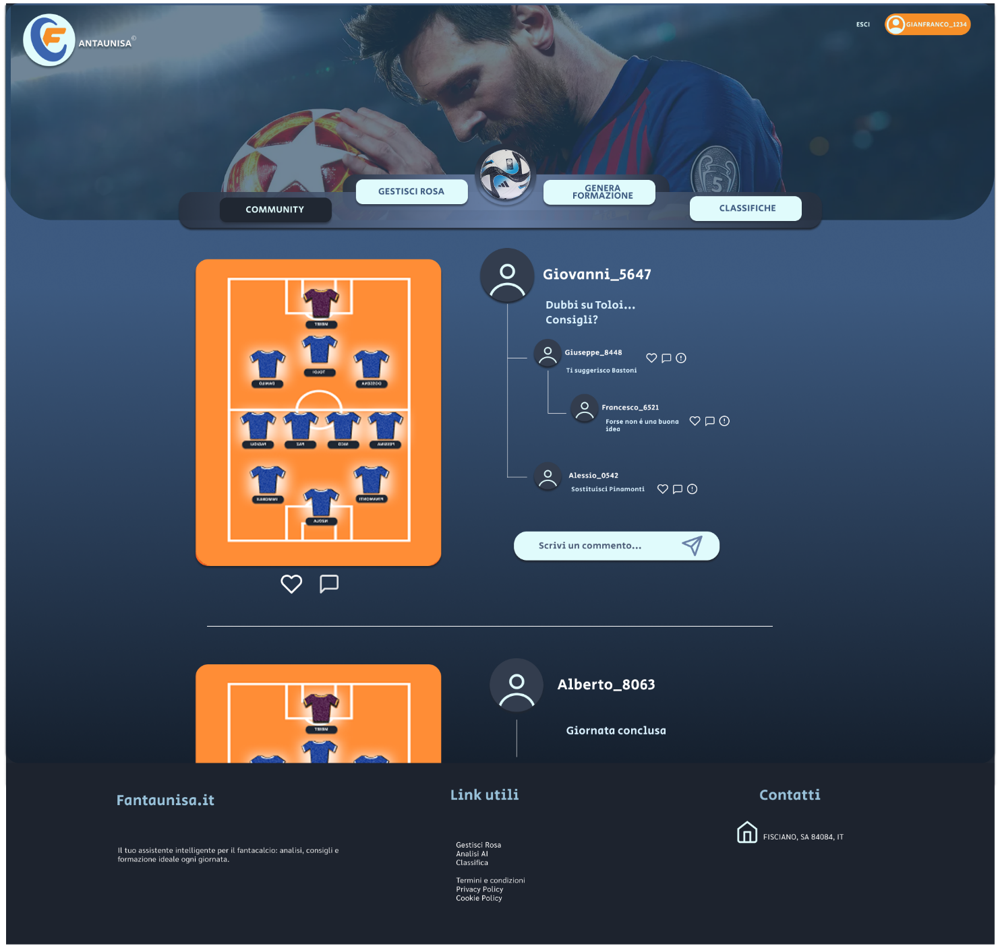 ANTAUNISA©
ESCI
GIANFRANCO_1234
COMMUNITY
GESTISCI ROSA
GENERA
FORMAZIONE
CLASSIFICHE
Giovanni_5647
Dubbi su Toloi...
Consigli?
Giuseppe_8448
Ti suggerisco Bastoni
Francesco_6521
Forse non é una buona
idea
Alessio_0542
Sostituisci Pinamonti
Scrivi un commento...
Alberto_8063
Giornata conclusa
Fantaunisa.it
Il tuo assistente intelligente per il fantacalcio: analisi, consigli e
formazione ideale ogni giornata.
Link utili
Gestisci Rosa
Analisi AI
Classifica
Termini e condizioni
Privacy Policy
Cookie Policy
Contatti
FISCIANO, SA 84084, IT